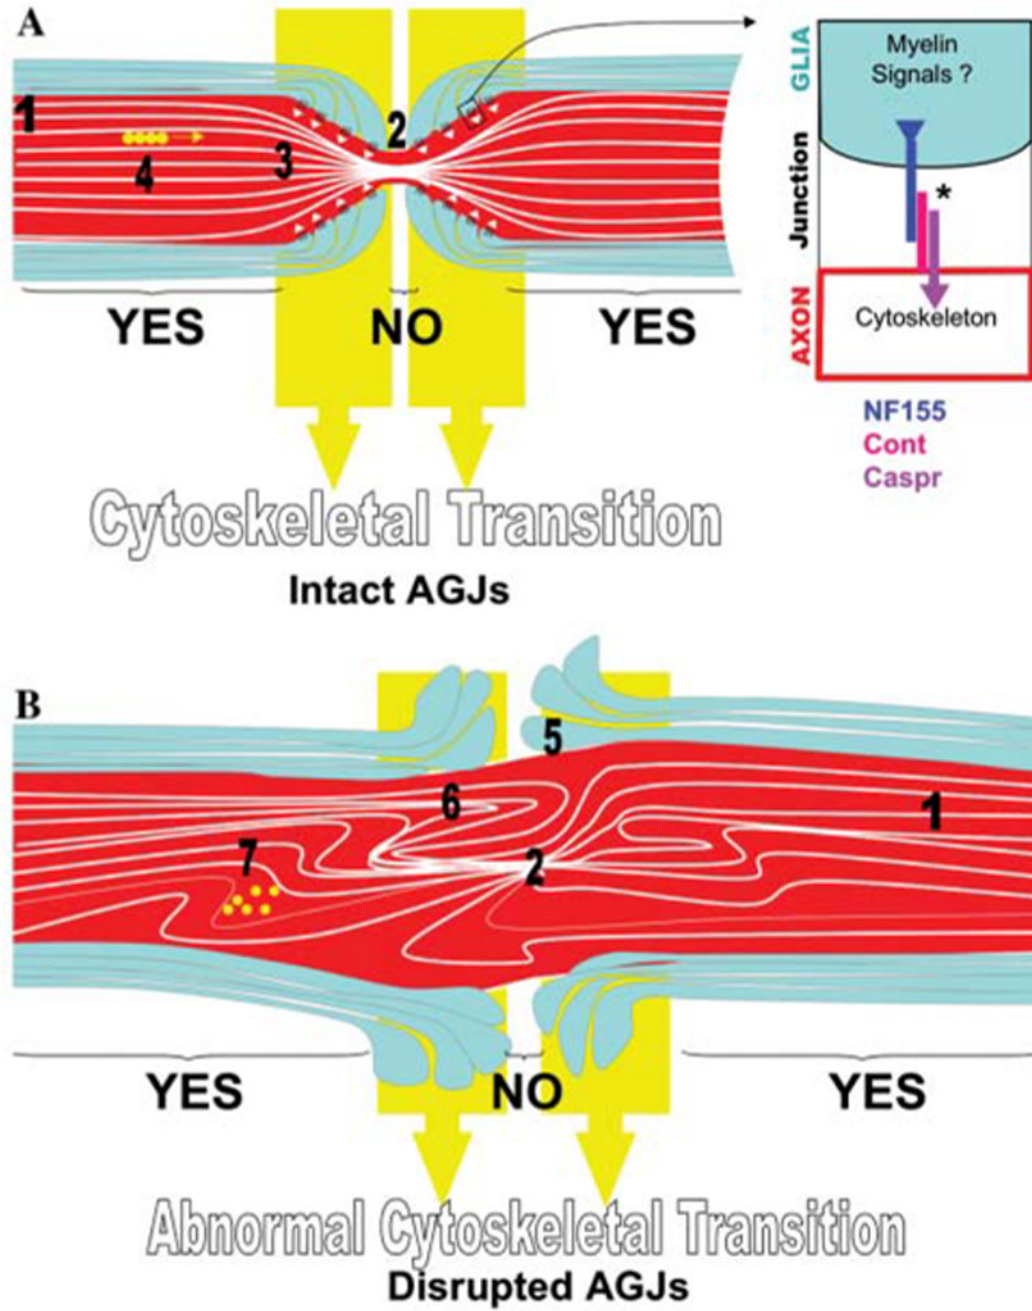 A
1
2
3
4
YES
NO
YES
GLIA
Junction
AXON
Myelin
Signals ?
*
Cytoskeleton
NF155
Cont
Caspr
Cytoskeletal Transition
Intact AGJs
B
5
6
1
7
2
YES
NO
YES
Abnormal Cytoskeletal Transition
Disrupted AGJs